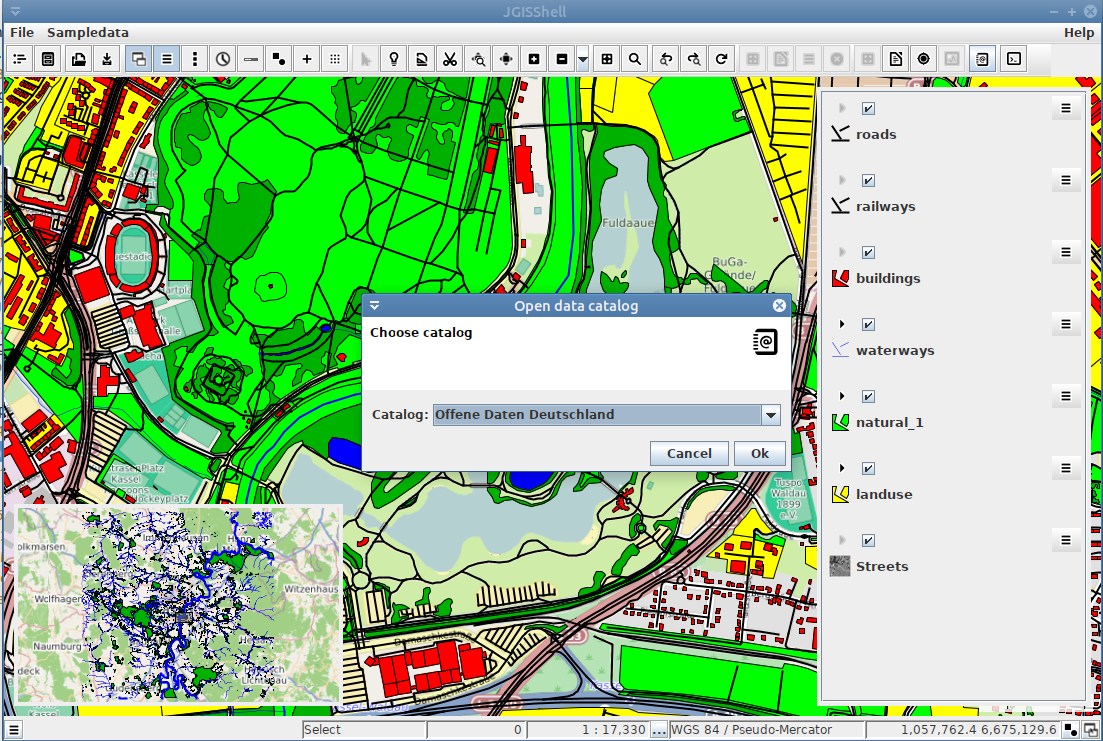 JGISShell
File Sampledata Help
roads
railways
Fuldaaue
BuGa-
buildings
Open data catalog
Choose catalog
waterways
Catalog: Offene Daten Deutschland
natural_1
Cancel Ok
Kassel
Tuspo
Waldau
1899
e.V.
landuse
Streets
Witzenhaus
Wolfhagen
Naumburg
Select 0 1 : 17,330 ... WGS 84 / Pseudo-Mercator 1,057,762.4 6,675,129.6